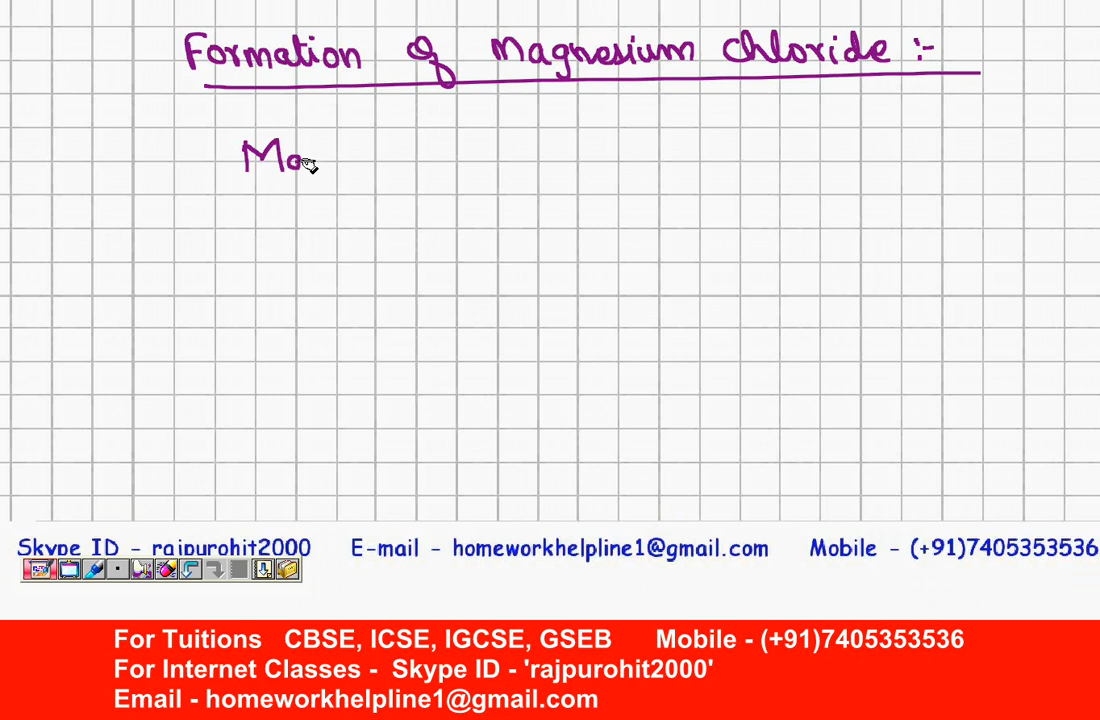 Formation of Magnesium Chloride :-
Ma
Skype ID - rajpurohit2000 E-mail - homeworkhelpline1@gmail.com Mobile - (+91)7405353536
For Tuitions CBSE, ICSE, IGCSE, GSEB Mobile - (+91)7405353536
For Internet Classes - Skype ID - 'rajpurohit2000'
Email - homeworkhelpline1@gmail.com